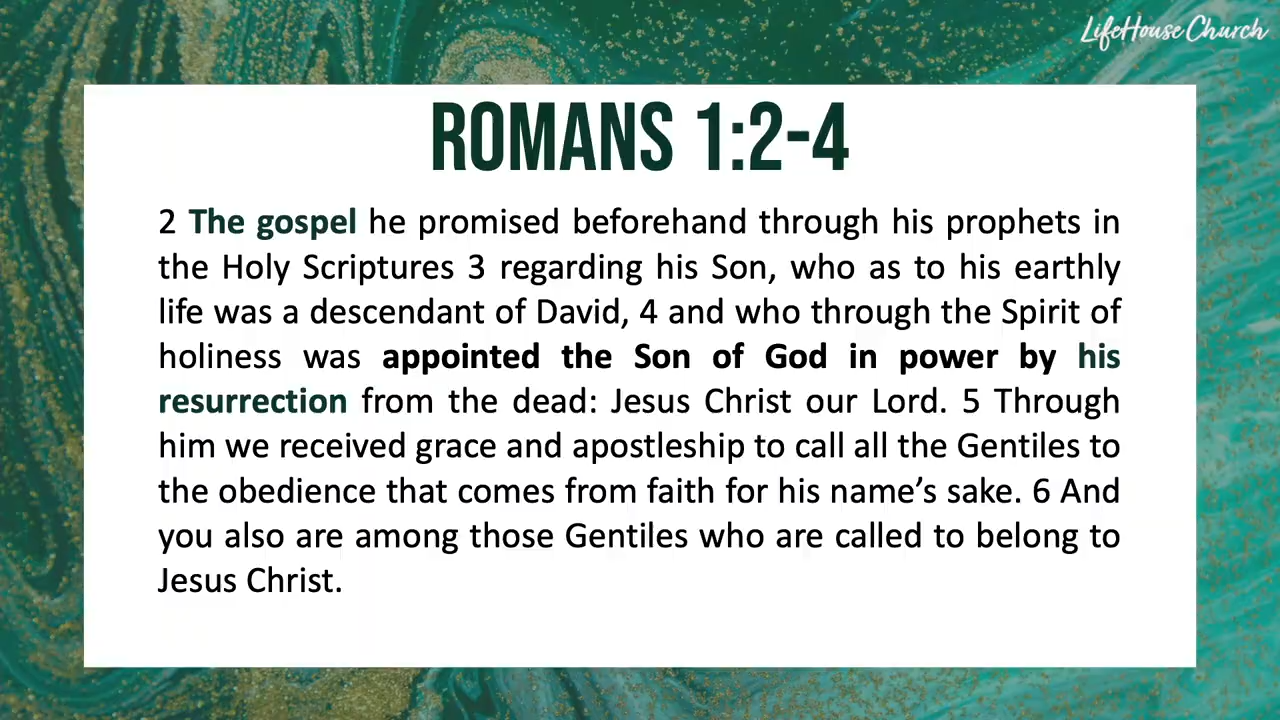 LifeHouse Church
ROMANS 1:2-4
2 The gospel he promised beforehand through his prophets in
the Holy Scriptures 3 regarding his Son, who as to his earthly
life was a descendant of David, 4 and who through the Spirit of
holiness was appointed the Son of God in power by his
resurrection from the dead: Jesus Christ our Lord. 5 Through
him we received grace and apostleship to call all the Gentiles to
the obedience that comes from faith for his name’s sake. 6 And
you also are among those Gentiles who are called to belong to
Jesus Christ.